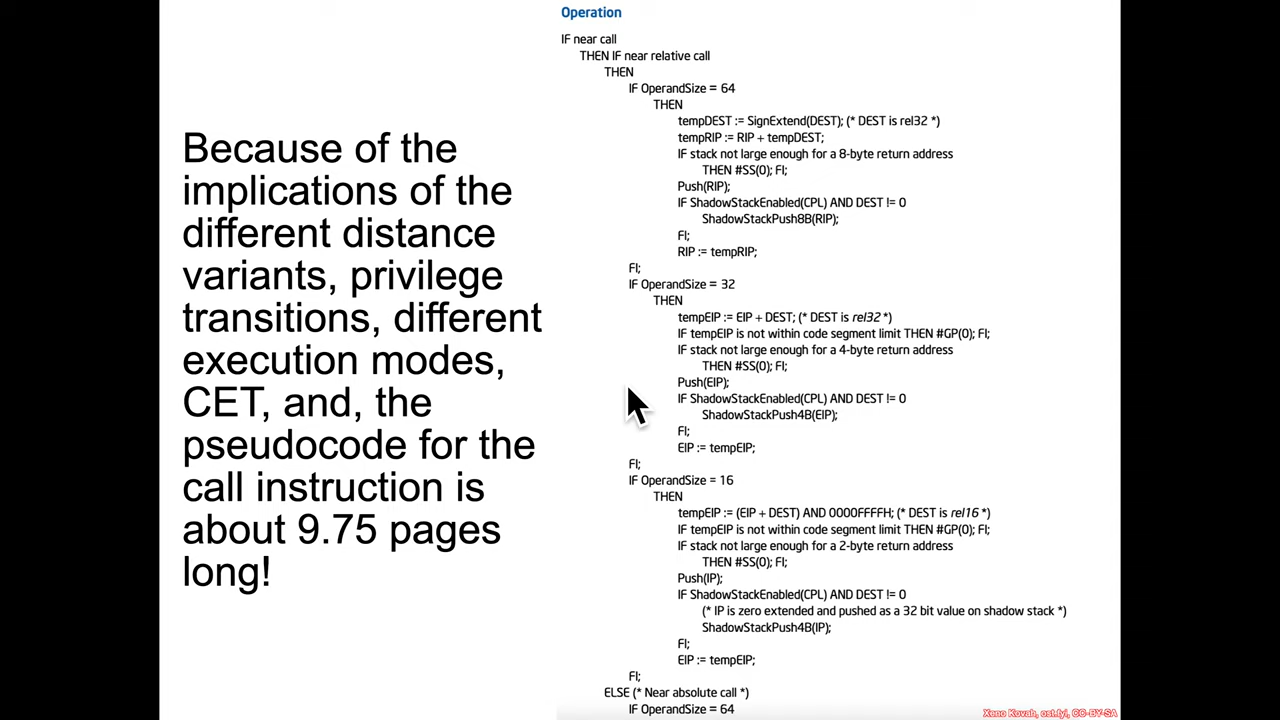 Because of the
implications of the
different distance
variants, privilege
transitions, different
execution modes,
CET, and, the
pseudocode for the
call instruction is
about 9.75 pages
long!
Operation
IF near call
THEN IF near relative call
THEN
IF OperandSize = 64
THEN
tempDEST := SignExtend(DEST); (* DEST is rel32 *)
tempRIP := RIP + tempDEST;
IF stack not large enough for a 8-byte return address
THEN #SS(0); FI;
Push(RIP);
IF ShadowStackEnabled(CPL) AND DEST != 0
ShadowStackPush8B(RIP);
FI;
RIP := tempRIP;
FI;
IF OperandSize = 32
THEN
tempEIP := EIP + DEST; (* DEST is rel32 *)
IF tempEIP is not within code segment limit THEN #GP(0); FI;
IF stack not large enough for a 4-byte return address
THEN #SS(0); FI;
Push(EIP);
IF ShadowStackEnabled(CPL) AND DEST != 0
ShadowStackPush4B(EIP);
FI;
EIP := tempEIP;
FI;
IF OperandSize = 16
THEN
tempEIP := (EIP + DEST) AND 0000FFFFH; (* DEST is rel16 *)
IF tempEIP is not within code segment limit THEN #GP(0); FI;
IF stack not large enough for a 2-byte return address
THEN #SS(0); FI;
Push(IP);
IF ShadowStackEnabled(CPL) AND DEST != 0
(* IP is zero extended and pushed as a 32 bit value on shadow stack *)
ShadowStackPush4B(IP);
FI;
EIP := tempEIP;
FI;
ELSE (* Near absolute call *)
IF OperandSize = 64
Xeno Kovah, ost.fyi, CC-BY-SA